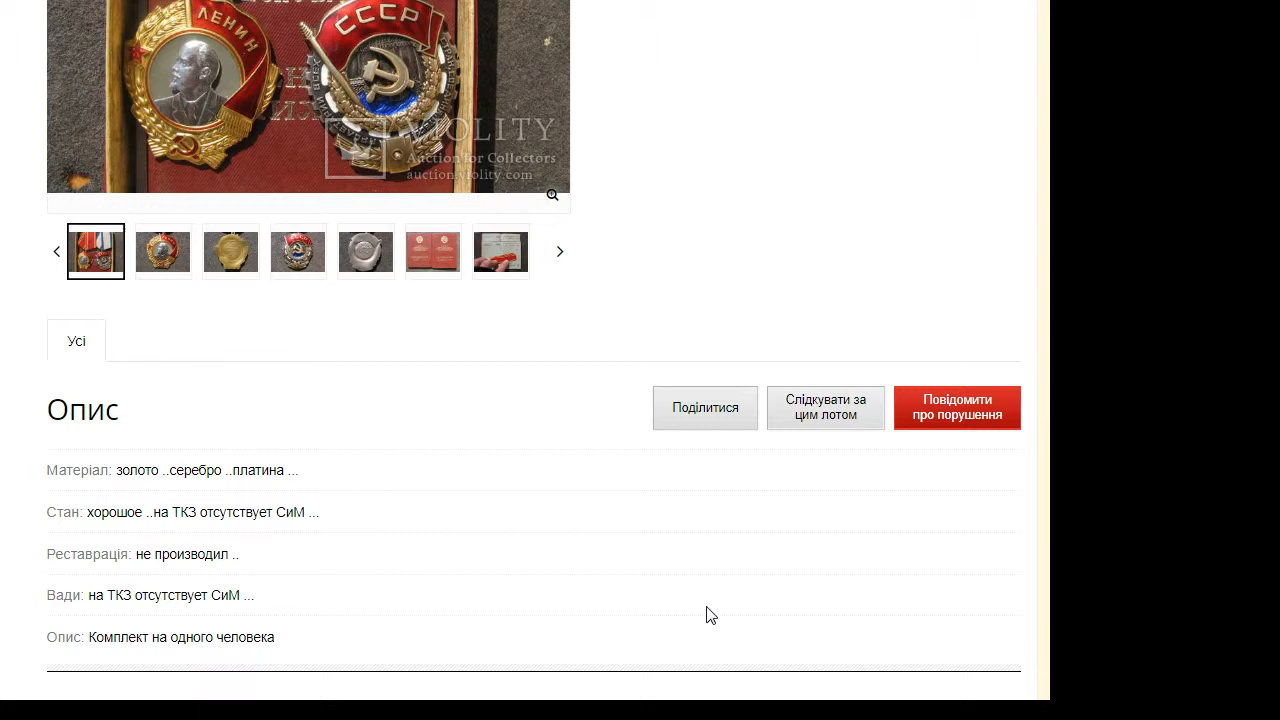 ЛЕНИН
СССР
VIOLITY
Auction for Collectors
auction.violity.com
Усі
Опис
Поділитися
Слідкувати за
цим лотом
Повідомити
про порушення
Матеріал: золото ..серебро ..платина ...
Стан: хорошое ..на ТКЗ отсутствует СиМ ...
Реставрація: не производил ..
Вади: на ТКЗ отсутствует СиМ ...
Опис: Комплект на одного человека